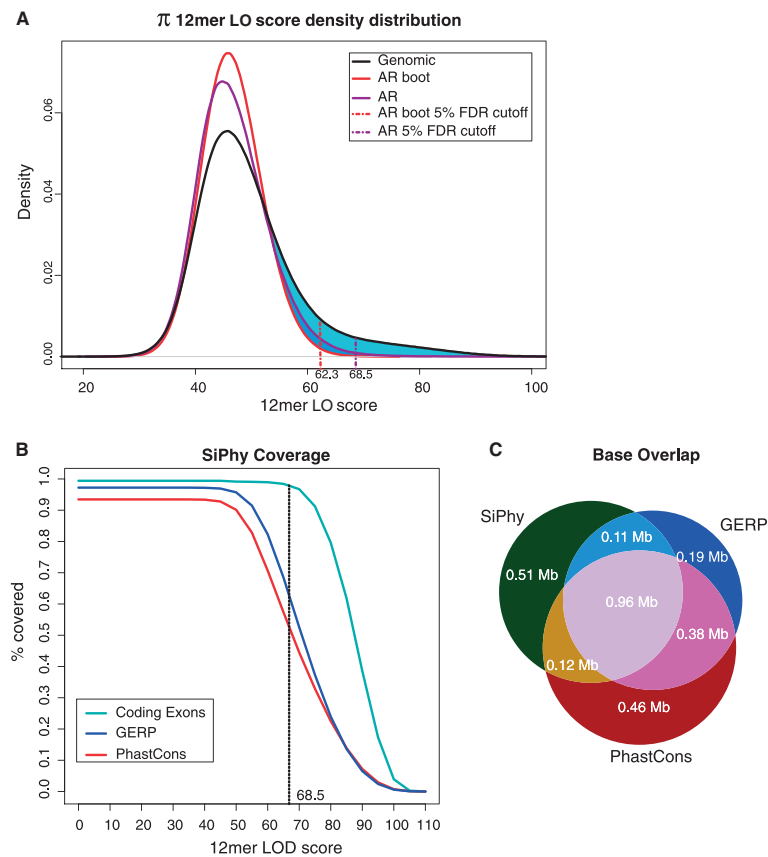 A
π 12mer LO score density distribution
Genomic
AR boot
AR
AR boot 5% FDR cutoff
AR 5% FDR cutoff
Density
0.00
0.02
0.04
0.06
62.3
68.5
20
40
60
80
100
12mer LO score
B
SiPhy Coverage
% covered
1.0
0.9
0.8
0.7
0.6
0.5
0.4
0.3
0.2
0.1
0.0
Coding Exons
GERP
PhastCons
68.5
0 10 20 30 40 50 60 70 80 90 100 110
12mer LOD score
C
Base Overlap
SiPhy
GERP
0.11 Mb
0.19 Mb
0.51 Mb
0.96 Mb
0.38 Mb
0.12 Mb
0.46 Mb
PhastCons